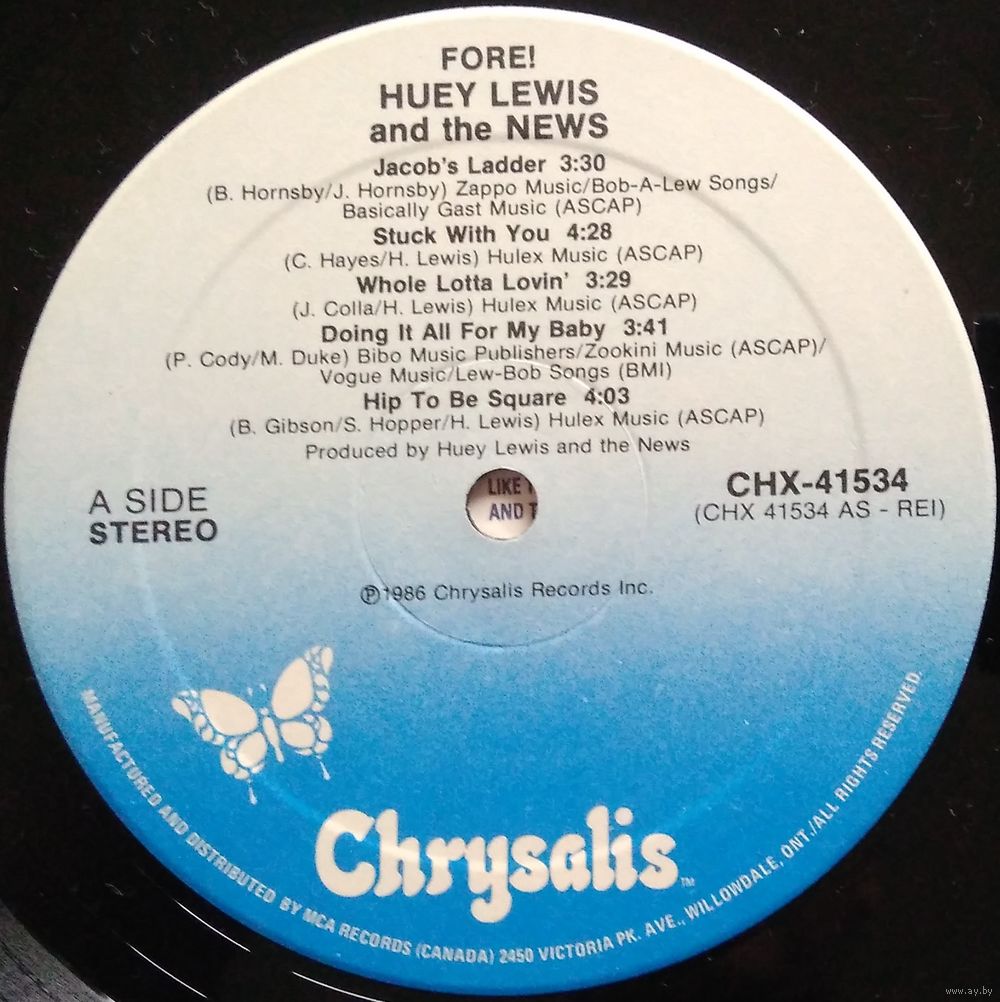 FORE!
HUEY LEWIS
and the NEWS
Jacob's Ladder 3:30
(B. Hornsby/J. Hornsby) Zappo Music/Bob-A-Lew Songs/
Basically Gast Music (ASCAP)
Stuck With You 4:28
(C. Hayes/H. Lewis) Hulex Music (ASCAP)
Whole Lotta Lovin' 3:29
(J. Colla/H. Lewis) Hulex Music (ASCAP)
Doing It All For My Baby 3:41
(P. Cody/M. Duke) Bibo Music Publishers/Zookini Music (ASCAP)/
Vogue Music/Lew-Bob Songs (BMI)
Hip To Be Square 4:03
(B. Gibson/S. Hopper/H. Lewis) Hulex Music (ASCAP)
Produced by Huey Lewis and the News
A SIDE
STEREO
LIKE
AND T
CHX-41534
(CHX 41534 AS - REI)
Ⓟ1986 Chrysalis Records Inc.
Chrysalis™
MANUFACTURED AND DISTRIBUTED BY MCA RECORDS (CANADA) 2450 VICTORIA PK. AVE., WILLOWDALE, ONT./ALL RIGHTS RESERVED.
www.ay.by